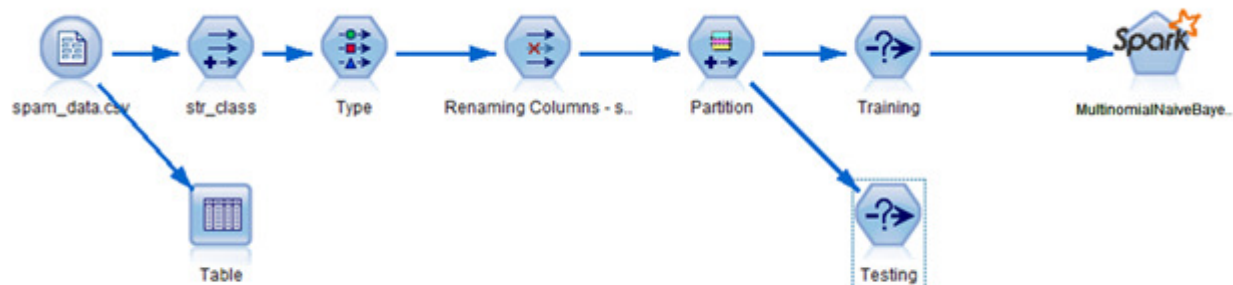 spam_data.csv
str_class
Type
Renaming Columns - s..
Partition
Training
Spark
MultinomialNaiveBaye..
Table
Testing